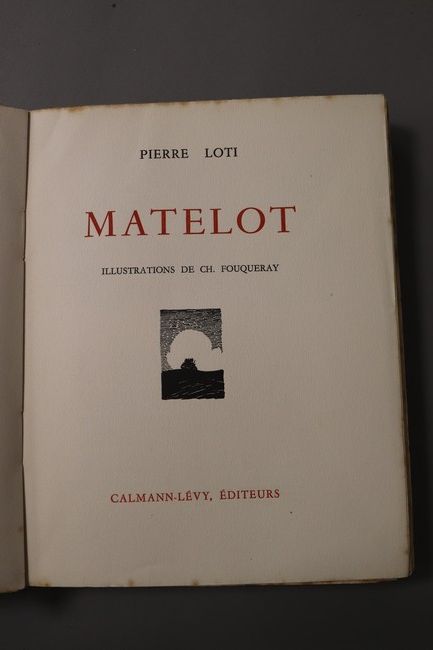 PIERRE LOTI
MATELOT
ILLUSTRATIONS DE CH. FOUQUERAY
CALMANN-LÉVY, ÉDITEURS